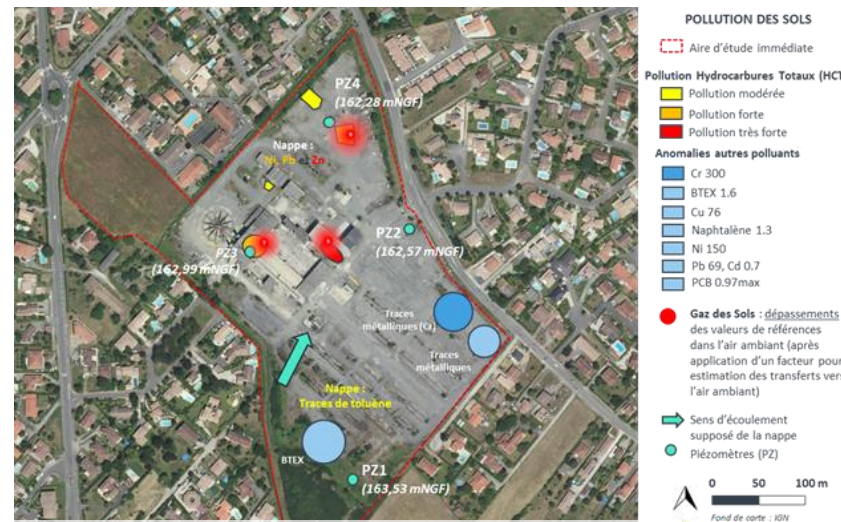 PZ4
(162,28 mNGF)
Nappe :
Ni, Pb et Zn
PZ2
(162,57 mNGF)
PZ3
(162,99 mNGF)
Traces
métalliques (Cr)
Traces
métalliques
Nappe :
Traces de toluène
BTEX
PZ1
(163,53 mNGF)
POLLUTION DES SOLS
Aire d'étude immédiate
Pollution Hydrocarbures Totaux (HCT
Pollution modérée
Pollution forte
Pollution très forte
Anomalies autres polluants
Cr 300
BTEX 1.6
Cu 76
Naphtalène 1.3
Ni 150
Pb 69, Cd 0.7
PCB 0.97max
Gaz des Sols : dépassements
des valeurs de références
dans l'air ambiant (après
application d'un facteur pour
estimation des transferts vers
l'air ambiant)
Sens d'écoulement
supposé de la nappe
Piézomètres (PZ)
0 50 100 m
Fond de carte : IGN